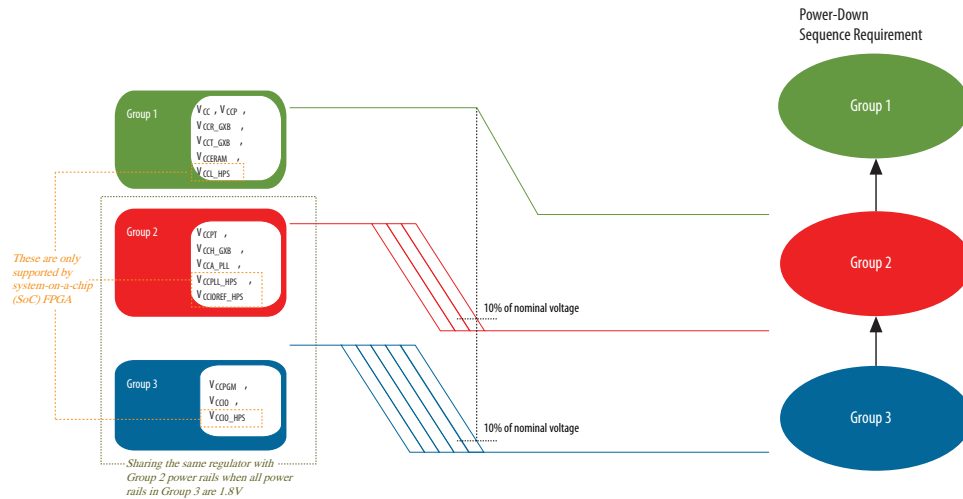 Power-Down
Sequence Requirement
Group 1
V CC , V CCP ,
V CCR_GXB ,
V CCT_GXB ,
V CCERAM ,
V CCL_HPS
Group 1
Group 2
V CCPT ,
V CCH_GXB ,
V CCA_PLL ,
V CCPLL_HPS ,
V CCIOREF_HPS
These are only
supported by
system-on-a-chip
(SoC) FPGA
10% of nominal voltage
Group 2
Group 3
V CCPGM ,
V CCIO ,
V CCIO_HPS
10% of nominal voltage
Group 3
Sharing the same regulator with
Group 2 power rails when all power
rails in Group 3 are 1.8V